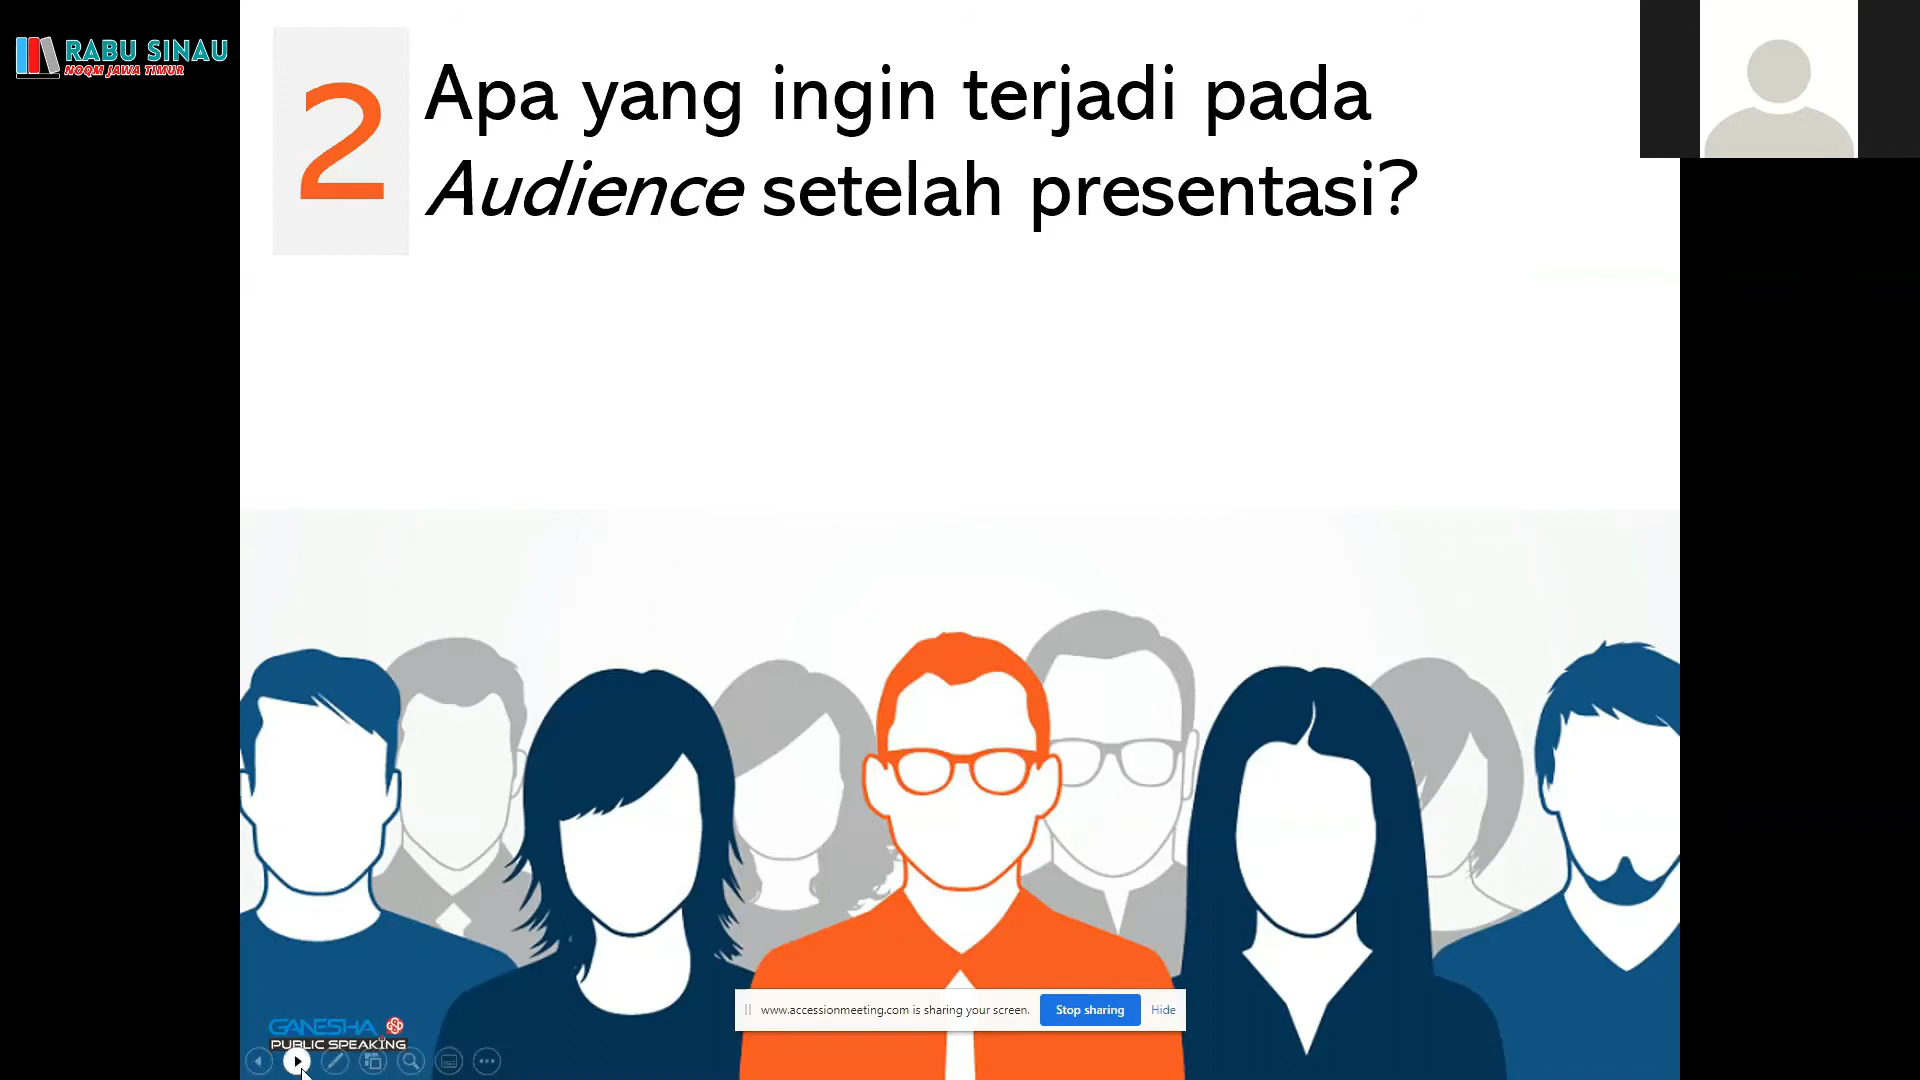 RABU SINAU
NOQM JAWA TIMUR
2
Apa yang ingin terjadi pada
Audience setelah presentasi?
www.accessionmeeting.com is sharing your screen.
Stop sharing
Hide
GANESHA
PUBLIC SPEAKING